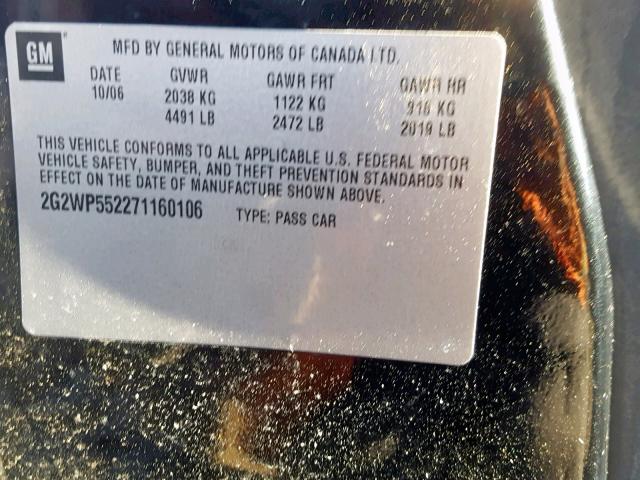 GM
MFD BY GENERAL MOTORS OF CANADA LTD.
DATE GVWR GAWR FRT GAWR RR
10/06 2038 KG 1122 KG 916 KG
4491 LB 2472 LB 2019 LB
THIS VEHICLE CONFORMS TO ALL APPLICABLE U.S. FEDERAL MOTOR
VEHICLE SAFETY, BUMPER, AND THEFT PREVENTION STANDARDS IN
EFFECT ON THE DATE OF MANUFACTURE SHOWN ABOVE.
2G2WP552271160106 TYPE: PASS CAR